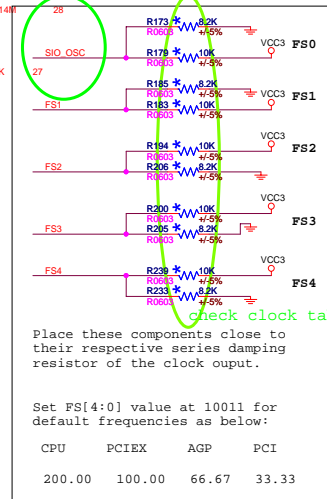 14M 28
R173 * 8.2K
R0603 +/-5%
SIO_OSC
VCC3 FS0
R179 * 10K
R0603 +/-5%
K 27
R185 * 8.2K
R0603 +/-5%
FS1
VCC3 FS1
R183 * 10K
R0603 +/-5%
VCC3 FS2
R194 * 10K
R0603 +/-5%
FS2
R206 * 8.2K
R0603 +/-5%
VCC3
R200 * 10K
R0603 +/-5%
FS3
FS3
R205 * 8.2K
R0603 +/-5%
VCC3
FS4
R239 * 10K
R0603 +/-5%
FS4
R233 * 8.2K
R0603 +/-5%
check clock ta
Place these components close to
their respective series damping
resistor of the clock ouput.
Set FS[4:0] value at 10011 for
default frequencies as below:
CPU PCIEX AGP PCI
200.00 100.00 66.67 33.33